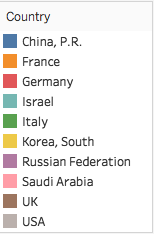 Country
China, P.R.
France
Germany
Israel
Italy
Korea, South
Russian Federation
Saudi Arabia
UK
USA